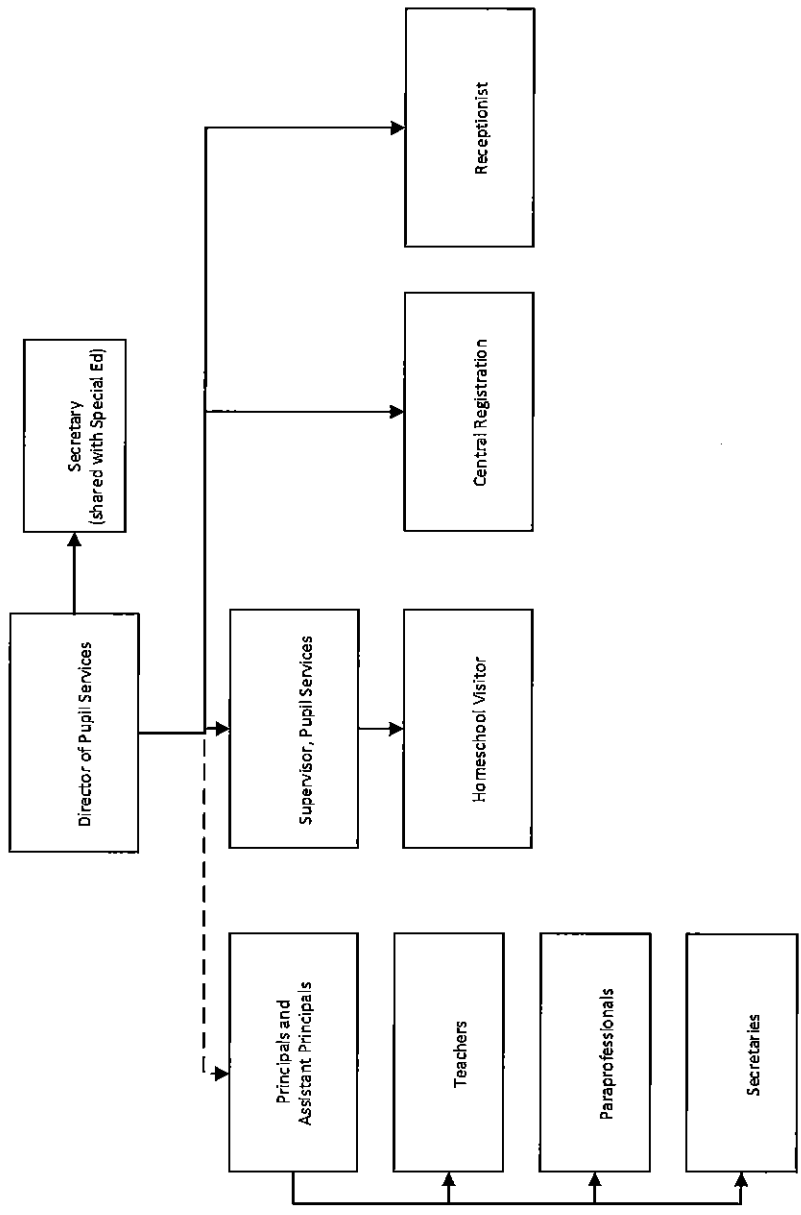 Director of Pupil Services
Secretary
(shared with Special Ed)
Principals and
Assistant Principals
Supervisor, Pupil Services
Teachers
Homeschool Visitor
Central Registration
Receptionist
Paraprofessionals
Secretaries